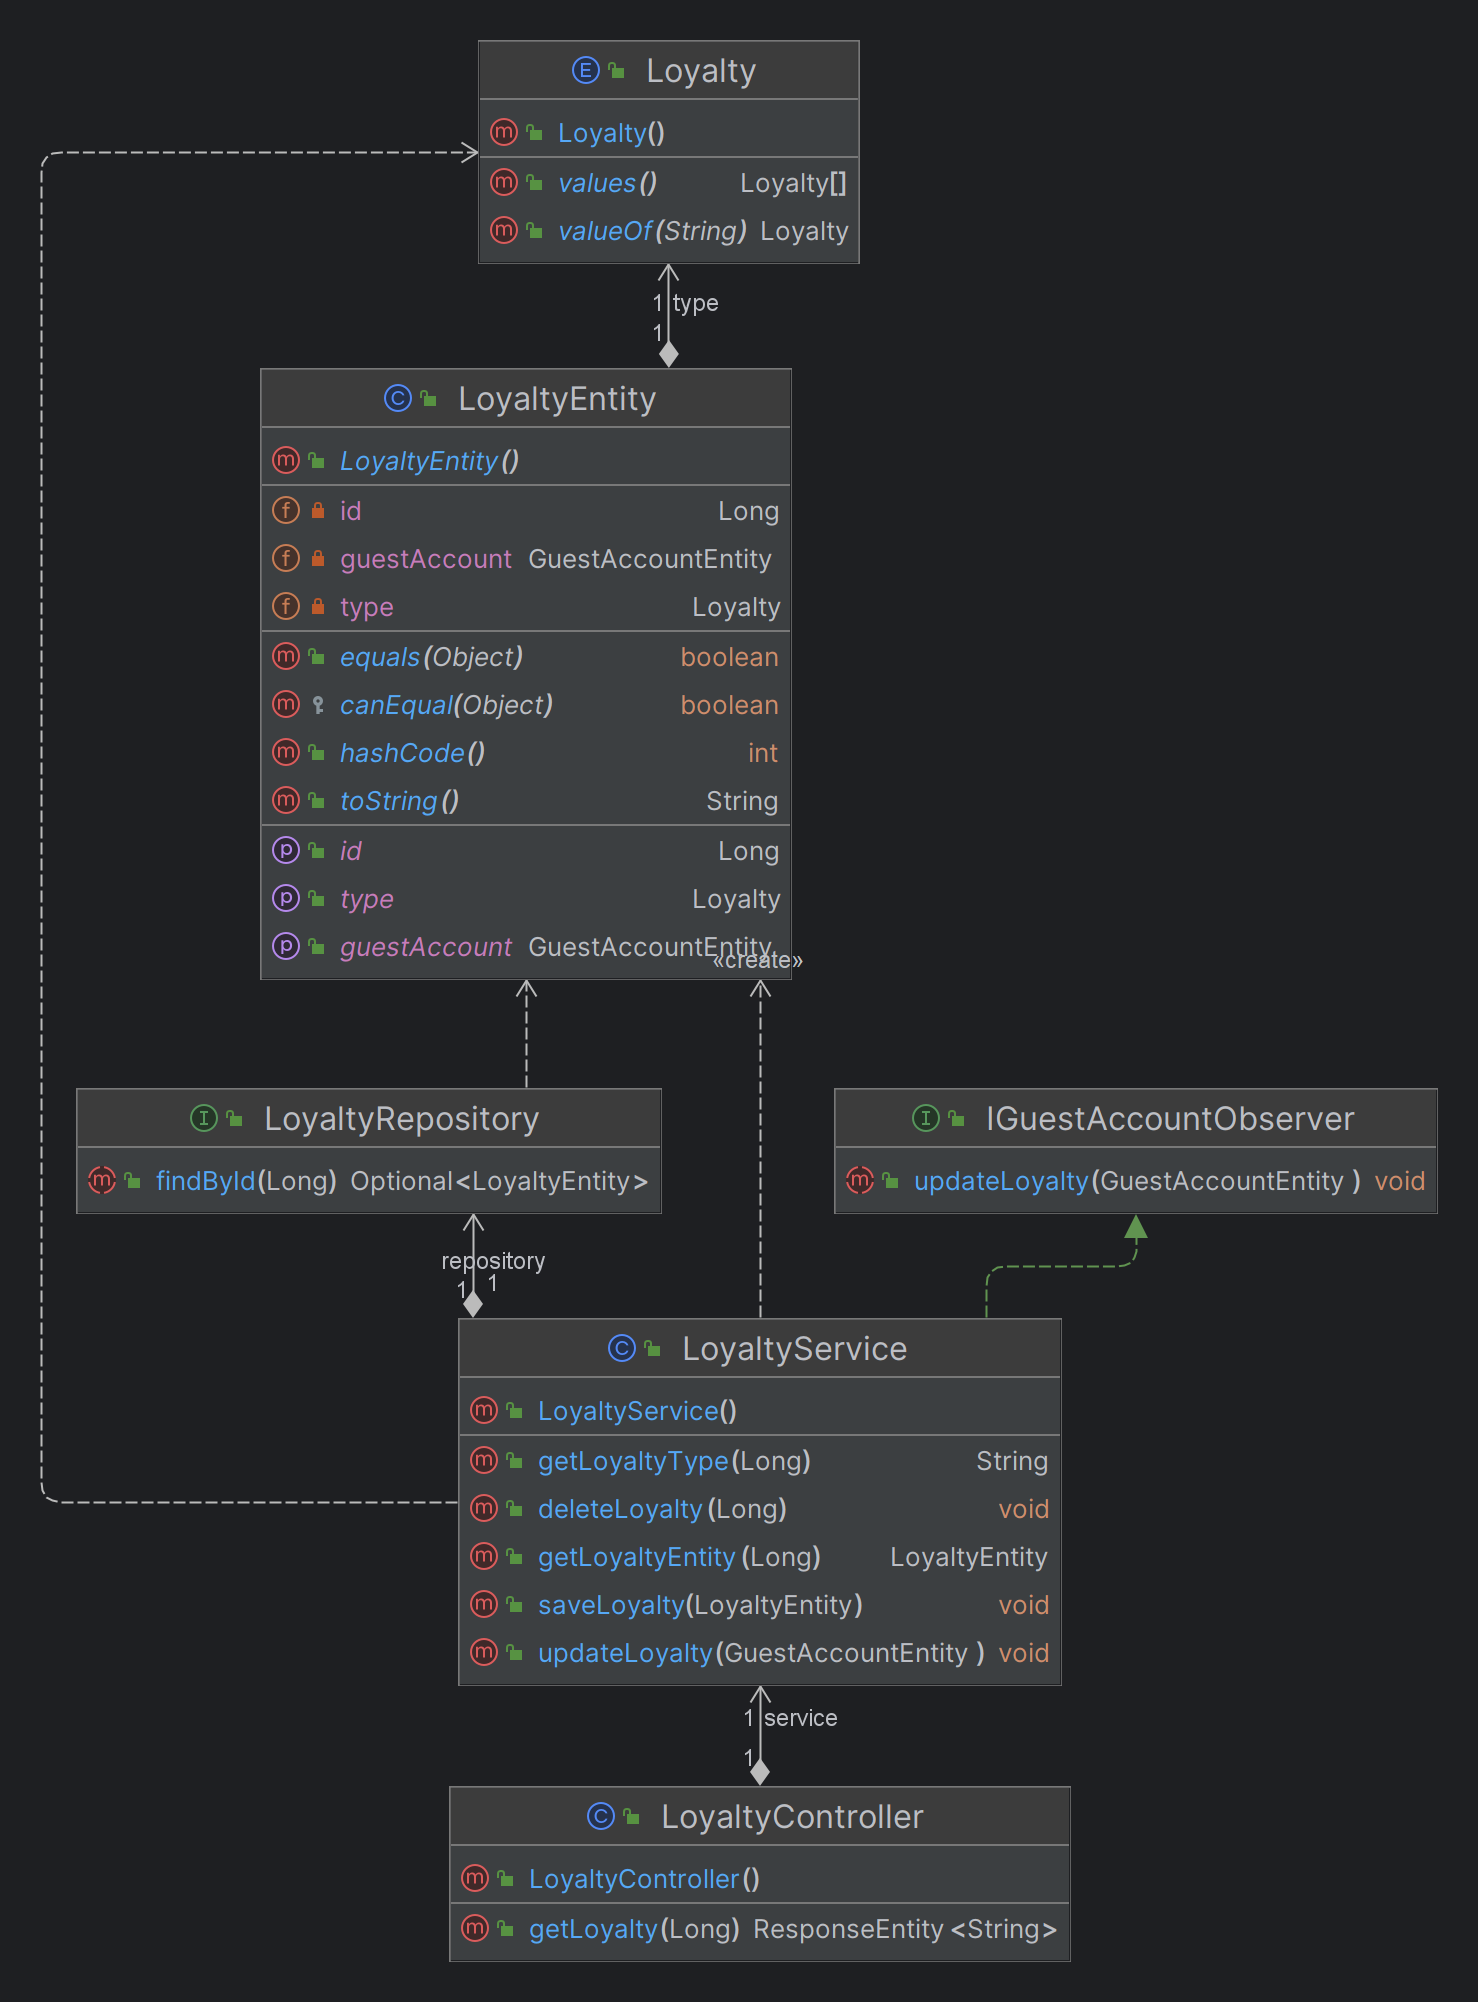 E Loyalty
m Loyalty()
m values() Loyalty[]
m valueOf(String) Loyalty
1 type
1
C LoyaltyEntity
m LoyaltyEntity()
f id Long
f guestAccount GuestAccountEntity
f type Loyalty
m equals(Object) boolean
m canEqual(Object) boolean
m hashCode() int
m toString() String
p id Long
p type Loyalty
p guestAccount GuestAccountEntity
«create»
I LoyaltyRepository
m findById(Long) Optional<LoyaltyEntity>
I IGuestAccountObserver
m updateLoyalty(GuestAccountEntity ) void
repository
1 1
C LoyaltyService
m LoyaltyService()
m getLoyaltyType(Long) String
m deleteLoyalty(Long) void
m getLoyaltyEntity(Long) LoyaltyEntity
m saveLoyalty(LoyaltyEntity) void
m updateLoyalty(GuestAccountEntity ) void
1 service
1
C LoyaltyController
m LoyaltyController()
m getLoyalty(Long) ResponseEntity<String>